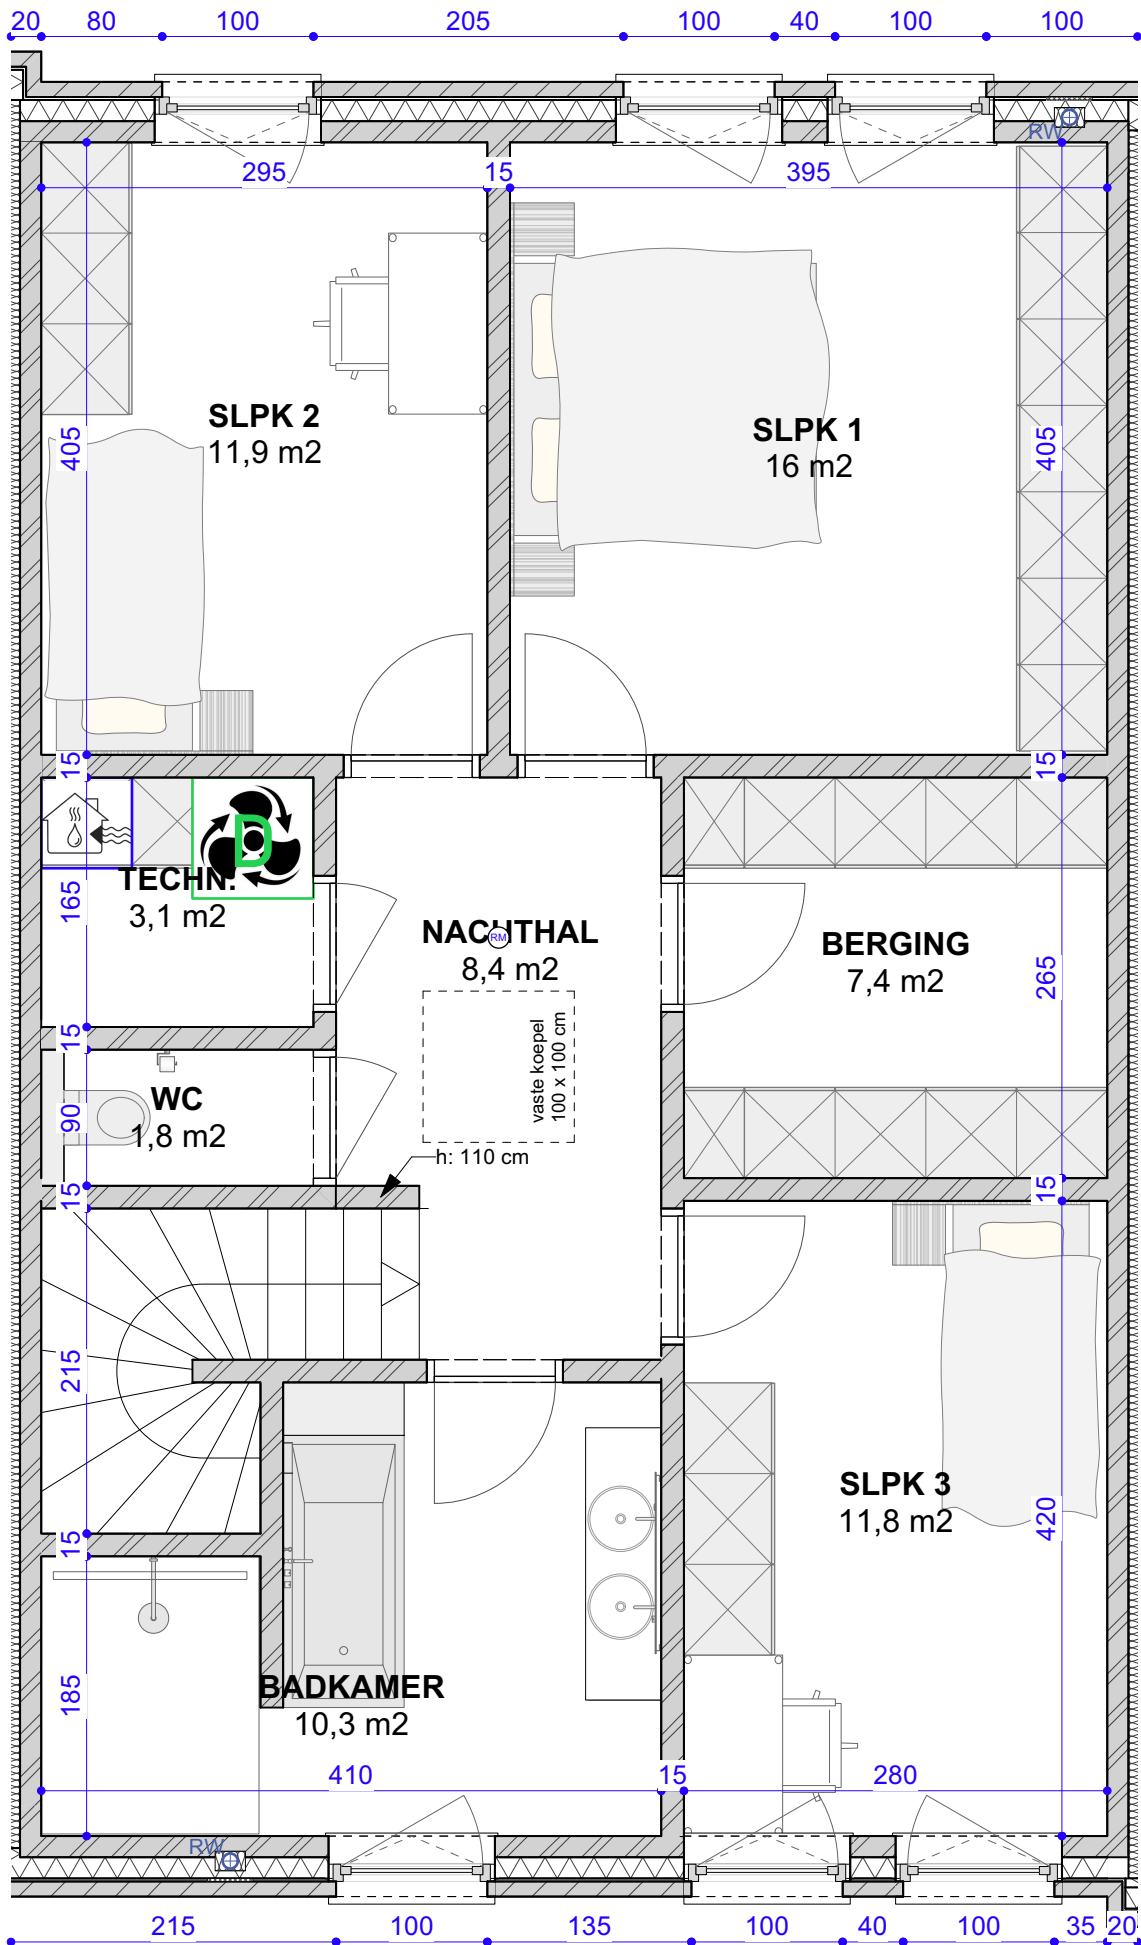 20 80 100 205 100 40 100 100
RW
295 15 395
SLPK 2
11,9 m2
SLPK 1
16 m2
405
405
15
15
D
TECHN.
3,1 m2
165
NACHTHAL
RM
8,4 m2
BERGING
7,4 m2
265
vaste koepel
100 x 100 cm
15
WC
1,8 m2
90
h: 110 cm
15
15
215
SLPK 3
11,8 m2
420
15
BADKAMER
10,3 m2
185
410 15 280
RW
215 100 135 100 40 100 35 20